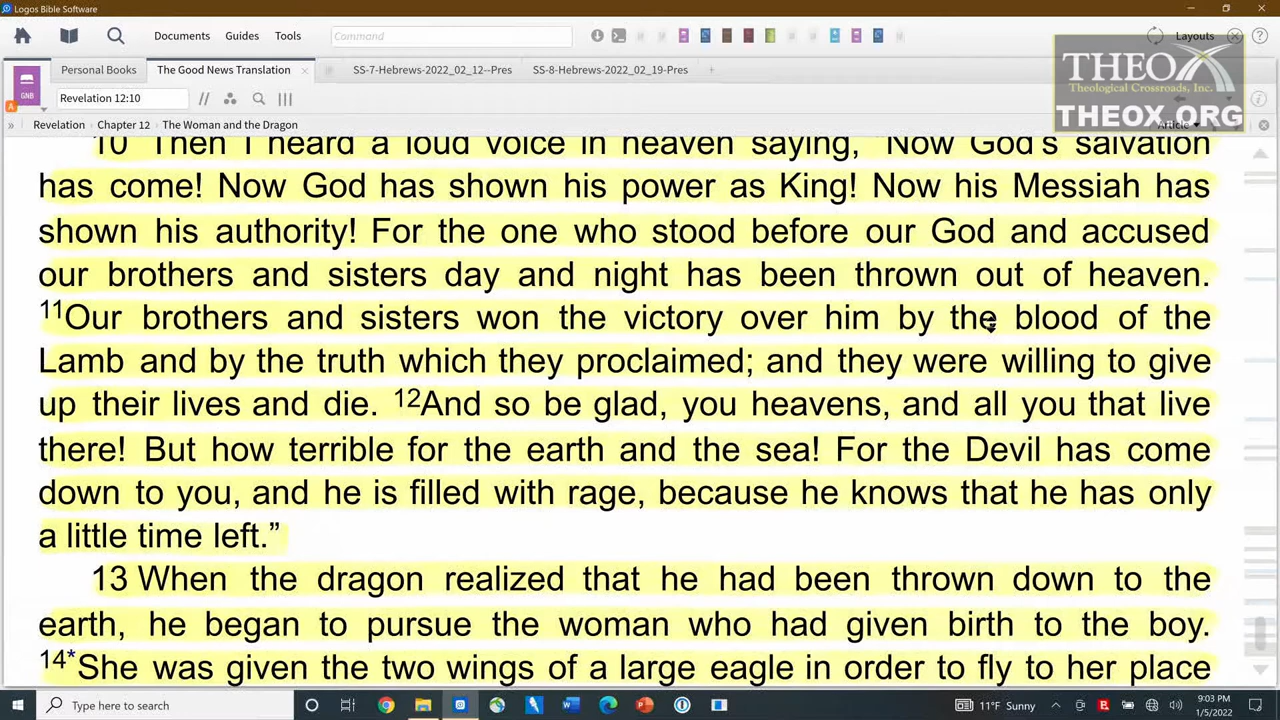 Logos Bible Software
Documents Guides Tools Command Layouts
THEOX
Theological Crossroads, Inc.
THEOX.ORG
Personal Books The Good News Translation SS-7-Hebrews-2022_02_12--Pres SS-8-Hebrews-2022_02_19-Pres
GNB
A
Revelation 12:10
Revelation Chapter 12 The Woman and the Dragon Article
10 Then I heard a loud voice in heaven saying, “Now God’s salvation
has come! Now God has shown his power as King! Now his Messiah has
shown his authority! For the one who stood before our God and accused
our brothers and sisters day and night has been thrown out of heaven.
11Our brothers and sisters won the victory over him by the blood of the
Lamb and by the truth which they proclaimed; and they were willing to give
up their lives and die. 12And so be glad, you heavens, and all you that live
there! But how terrible for the earth and the sea! For the Devil has come
down to you, and he is filled with rage, because he knows that he has only
a little time left.”
13 When the dragon realized that he had been thrown down to the
earth, he began to pursue the woman who had given birth to the boy.
14*She was given the two wings of a large eagle in order to fly to her place
Type here to search
11°F Sunny
9:03 PM
1/5/2022